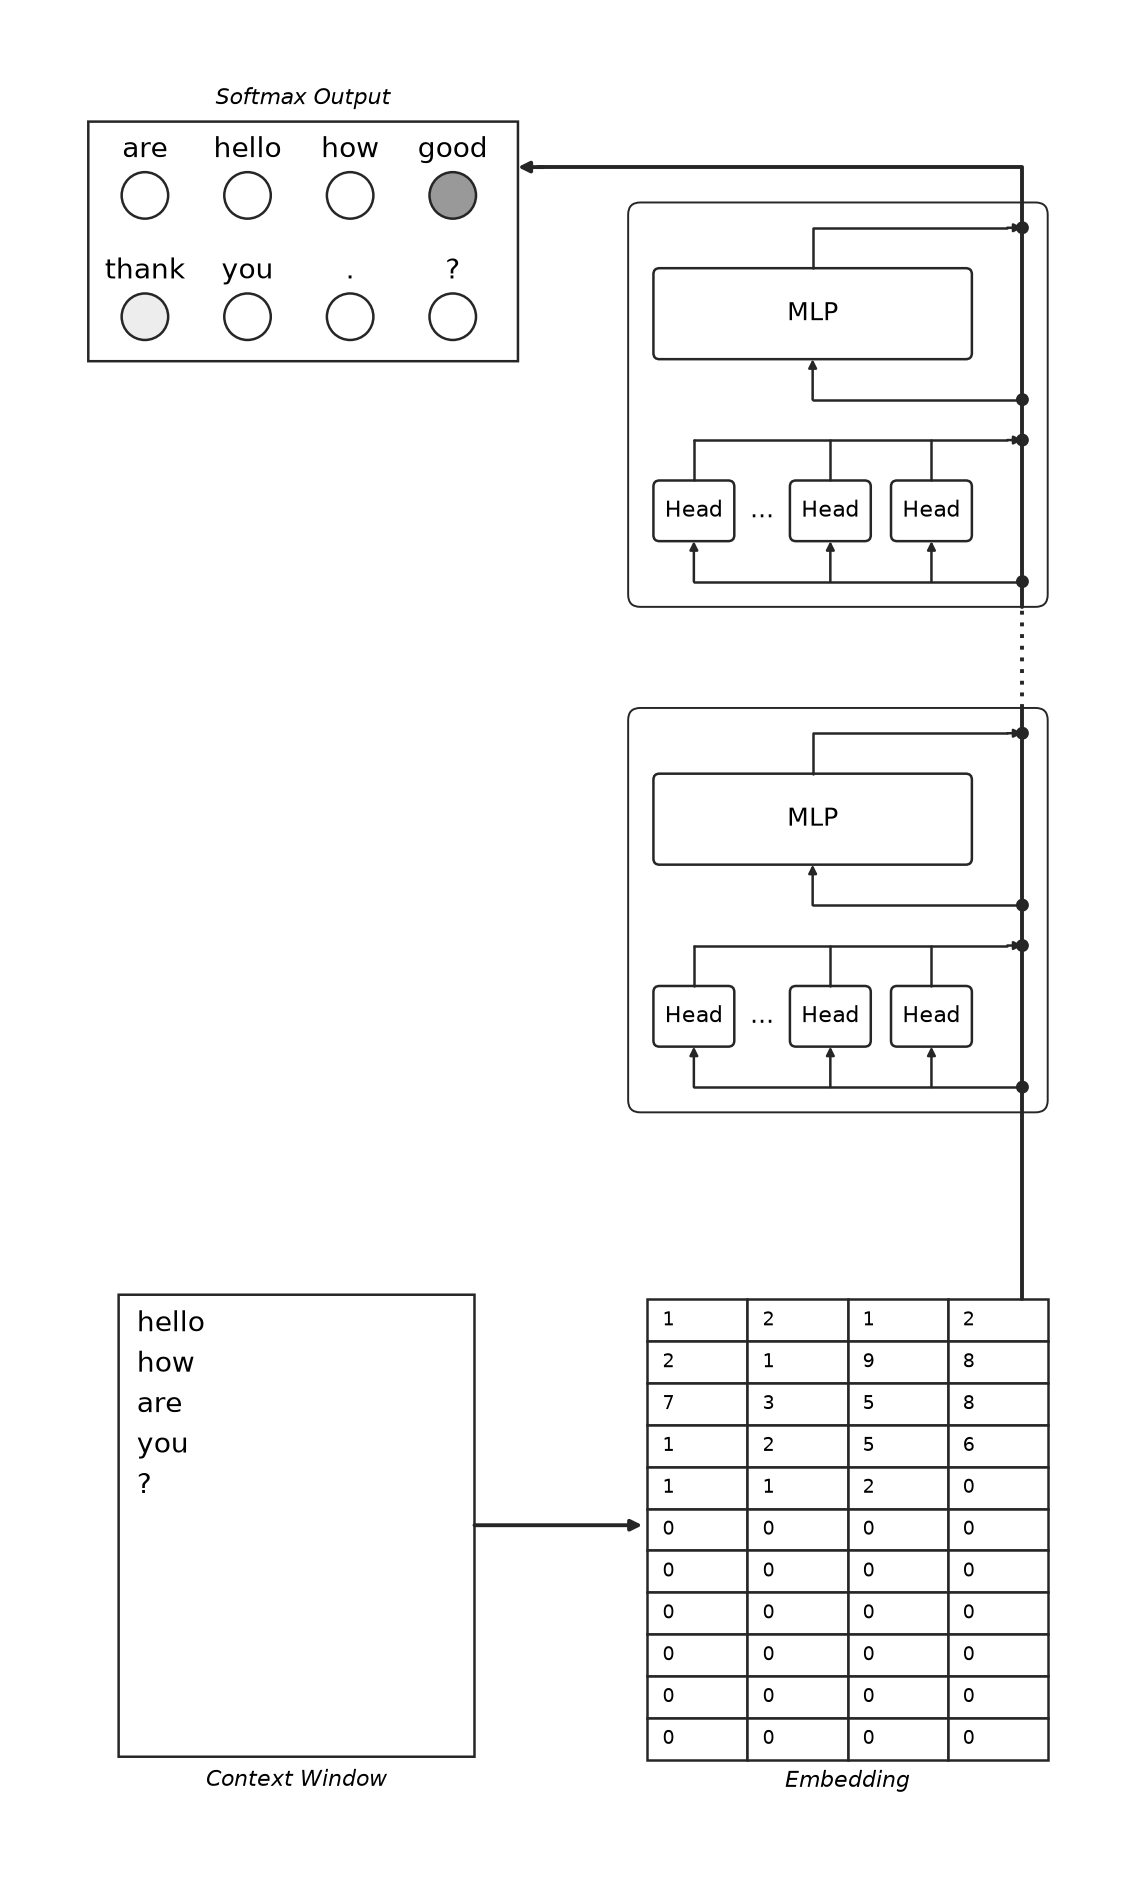 Softmax Output
are hello how good
thank you . ?
MLP
Head ... Head Head
MLP
Head ... Head Head
hello
how
are
you
?
Context Window
1 2 1 2
2 1 9 8
7 3 5 8
1 2 5 6
1 1 2 0
0 0 0 0
0 0 0 0
0 0 0 0
0 0 0 0
0 0 0 0
0 0 0 0
Embedding